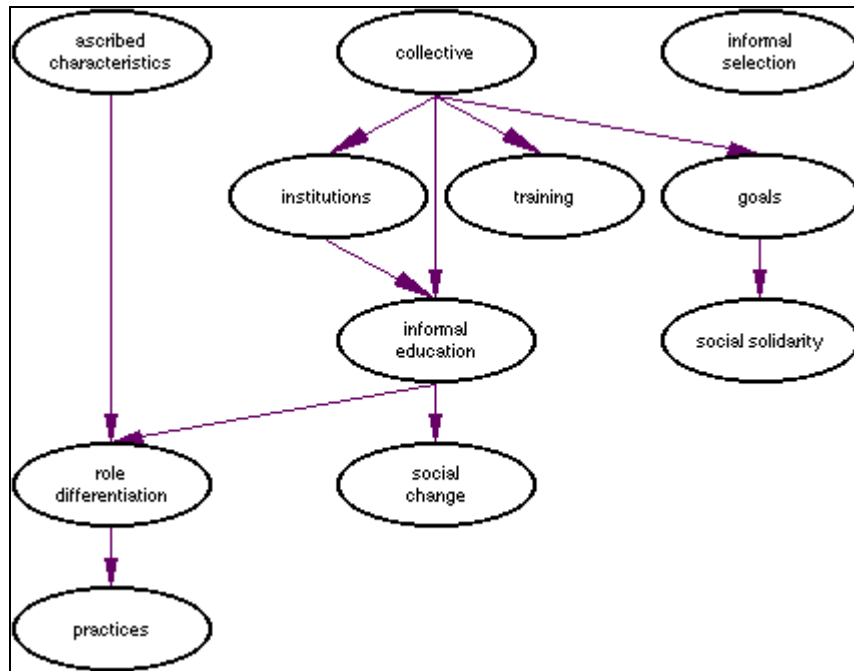 ascribed
characteristics
collective
informal
selection
institutions
training
goals
informal
education
social solidarity
role
differentiation
social
change
practices